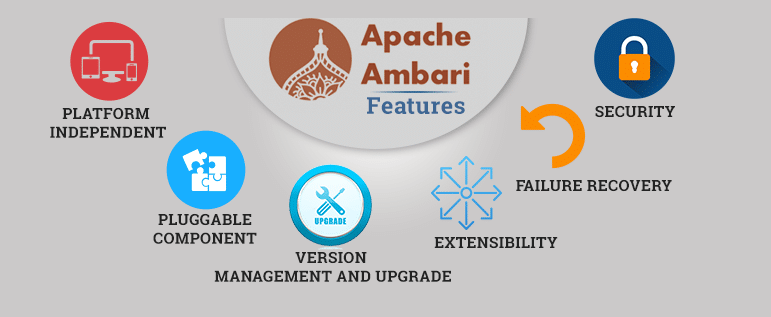 Apache
Ambari
Features
PLATFORM
INDEPENDENT
PLUGGABLE
COMPONENT
UPGRADE
VERSION
MANAGEMENT AND UPGRADE
EXTENSIBILITY
FAILURE RECOVERY
SECURITY